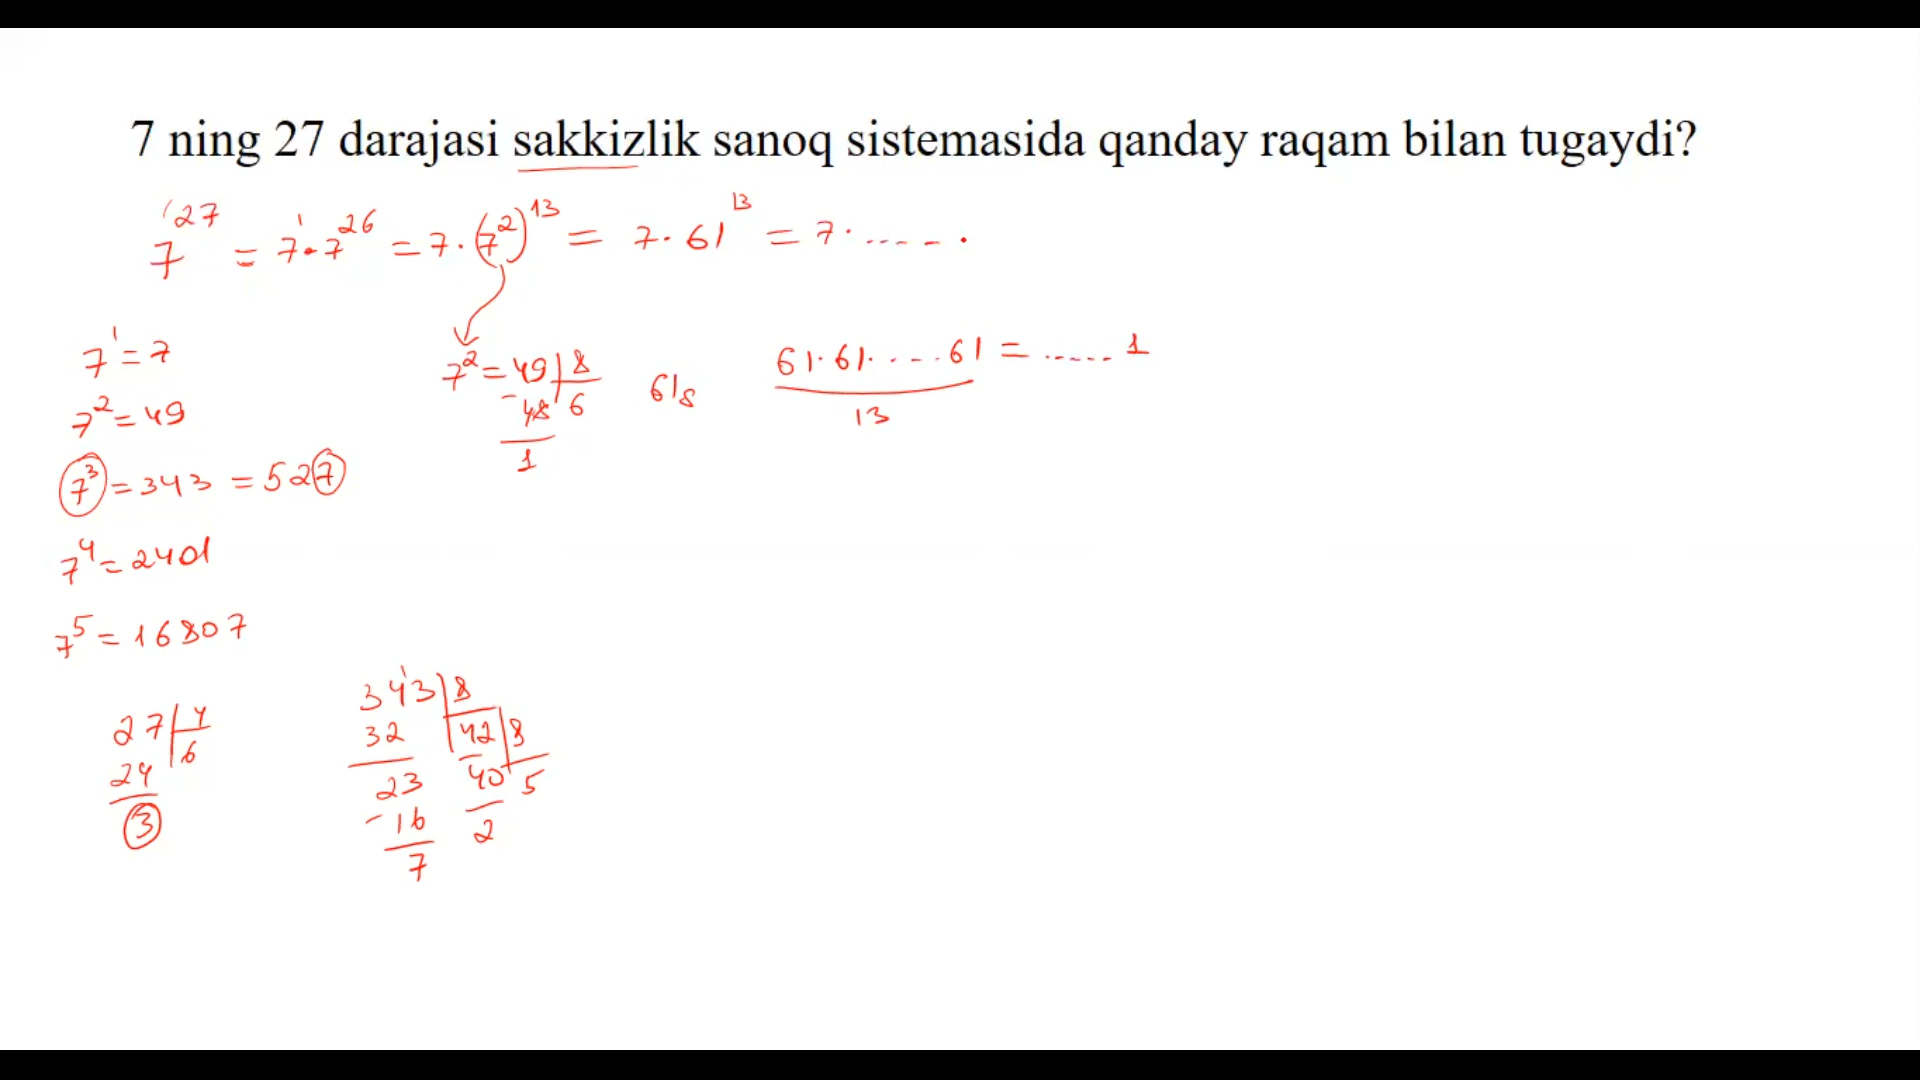 7 ning 27 darajasi sakkizlik sanoq sistemasida qanday raqam bilan tugaydi?
7^27 = 7^1 · 7^26 = 7 · (7^2)^13 = 7 · 61^13 = 7 · ..... .
7^1 = 7
7^2 = 49
7^3 = 343 = 527
7^4 = 2401
7^5 = 16807
27 | 4
24 6
3
7^2 = 49 | 8
- 48 6
1
61_8
61 · 61 · .... 61 = ..... 1
13
343 | 8
32 42 | 8
23 - 40 5
- 16 2
7